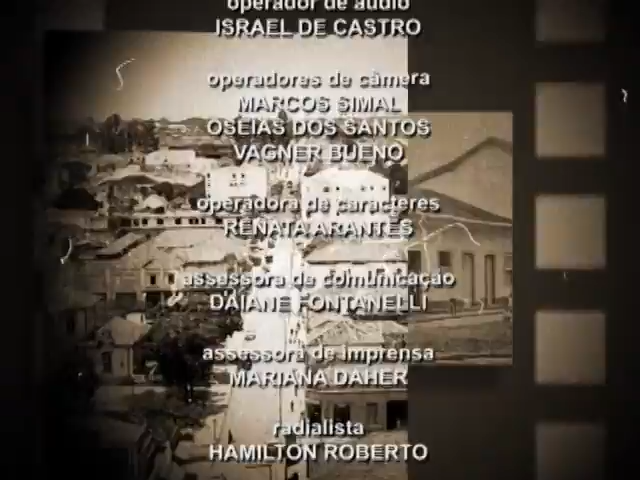 operador de áudio
ISRAEL DE CASTRO
operadores de câmera
MARCOS SIMAL
OSEIAS DOS SANTOS
VAGNER BUENO
operadora de caracteres
RENATA ARANTES
assessora de comunicação
DAIANE FONTANELLI
assessora de imprensa
MARIANA DAHER
radialista
HAMILTON ROBERTO